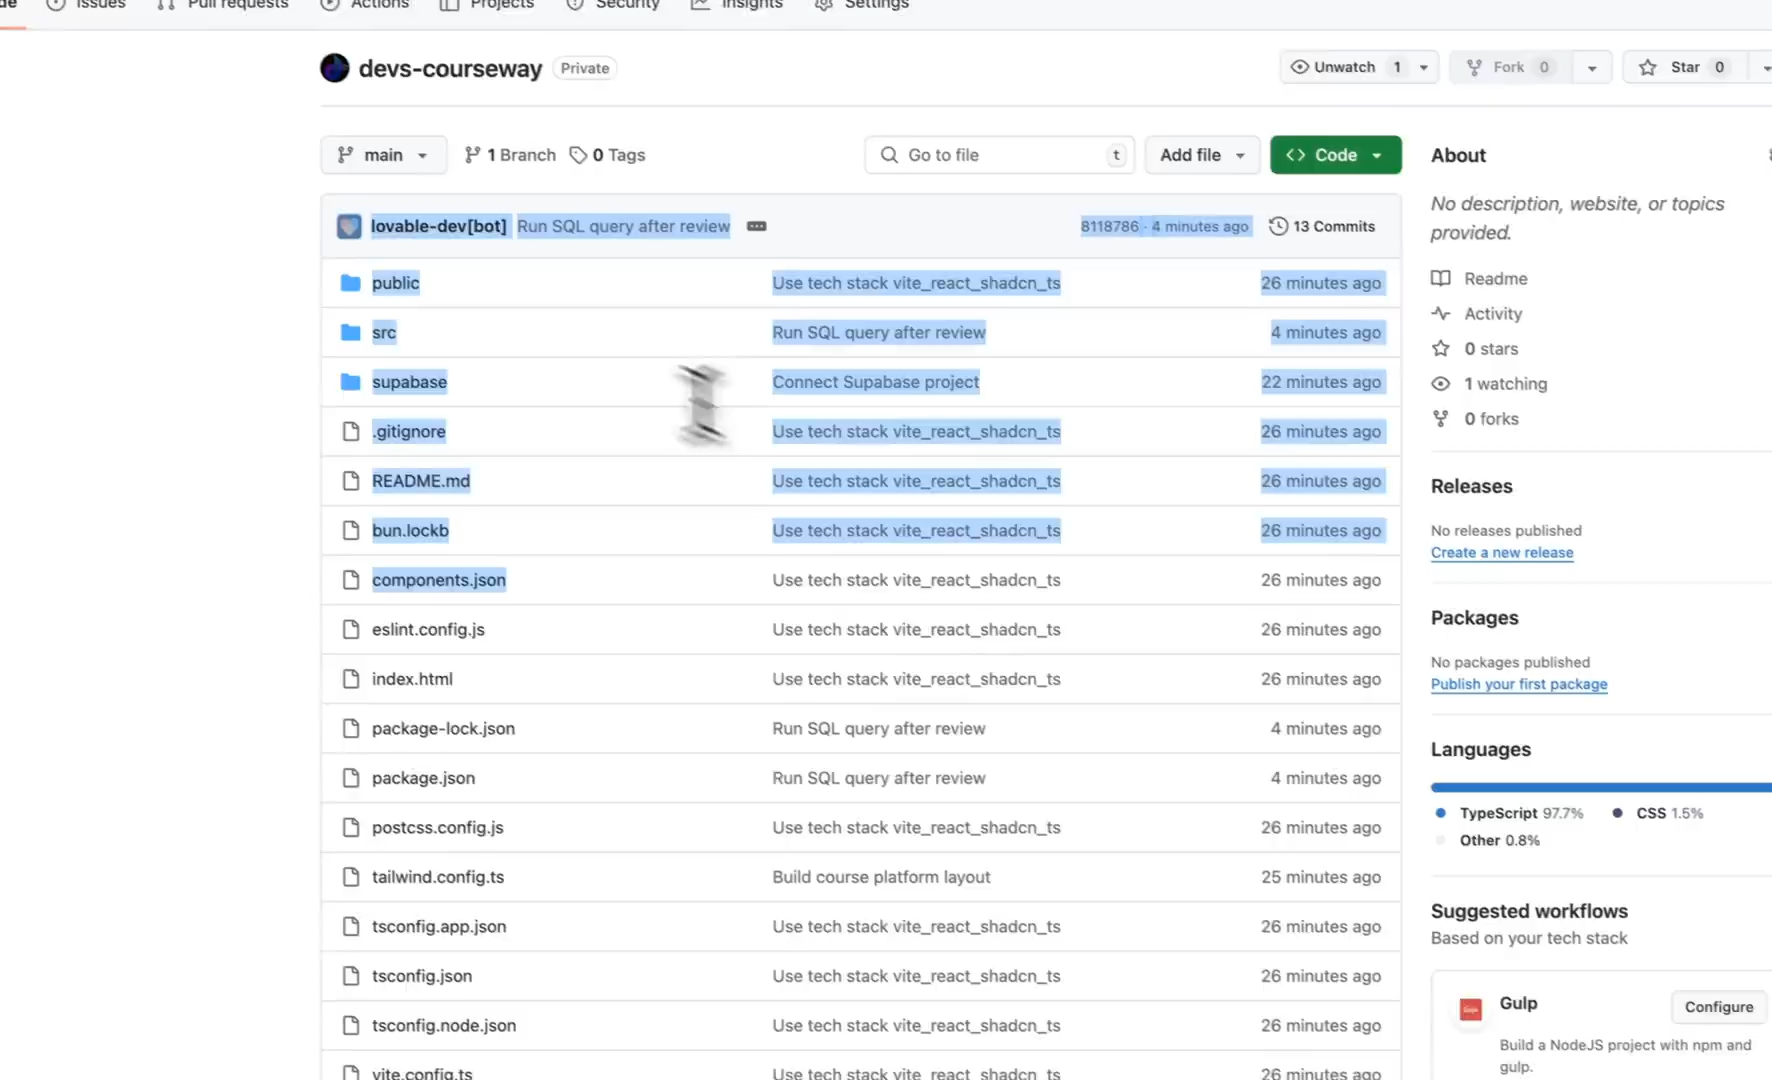 de Issues Pull requests Actions Projects Security Insights Settings
devs-courseway Private Unwatch 1 Fork 0 Star 0
main 1 Branch 0 Tags Go to file t Add file Code
lovable-dev[bot] Run SQL query after review 8118786 · 4 minutes ago 13 Commits
public Use tech stack vite_react_shadcn_ts 26 minutes ago
src Run SQL query after review 4 minutes ago
supabase Connect Supabase project 22 minutes ago
.gitignore Use tech stack vite_react_shadcn_ts 26 minutes ago
README.md Use tech stack vite_react_shadcn_ts 26 minutes ago
bun.lockb Use tech stack vite_react_shadcn_ts 26 minutes ago
components.json Use tech stack vite_react_shadcn_ts 26 minutes ago
eslint.config.js Use tech stack vite_react_shadcn_ts 26 minutes ago
index.html Use tech stack vite_react_shadcn_ts 26 minutes ago
package-lock.json Run SQL query after review 4 minutes ago
package.json Run SQL query after review 4 minutes ago
postcss.config.js Use tech stack vite_react_shadcn_ts 26 minutes ago
tailwind.config.ts Build course platform layout 25 minutes ago
tsconfig.app.json Use tech stack vite_react_shadcn_ts 26 minutes ago
tsconfig.json Use tech stack vite_react_shadcn_ts 26 minutes ago
tsconfig.node.json Use tech stack vite_react_shadcn_ts 26 minutes ago
vite.config.ts Use tech stack vite_react_shadcn_ts 26 minutes ago
About
No description, website, or topics
provided.
Readme
Activity
0 stars
1 watching
0 forks
Releases
No releases published
Create a new release
Packages
No packages published
Publish your first package
Languages
TypeScript 97.7% CSS 1.5%
Other 0.8%
Suggested workflows
Based on your tech stack
Gulp Configure
Build a NodeJS project with npm and
gulp.